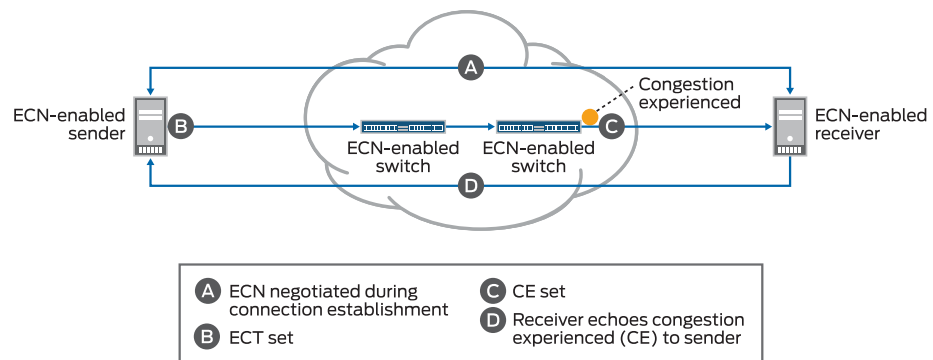 A
Congestion
experienced
ECN-enabled
sender
B
C
ECN-enabled
receiver
ECN-enabled
switch
ECN-enabled
switch
D
A ECN negotiated during
connection establishment
B ECT set
C CE set
D Receiver echoes congestion
experienced (CE) to sender